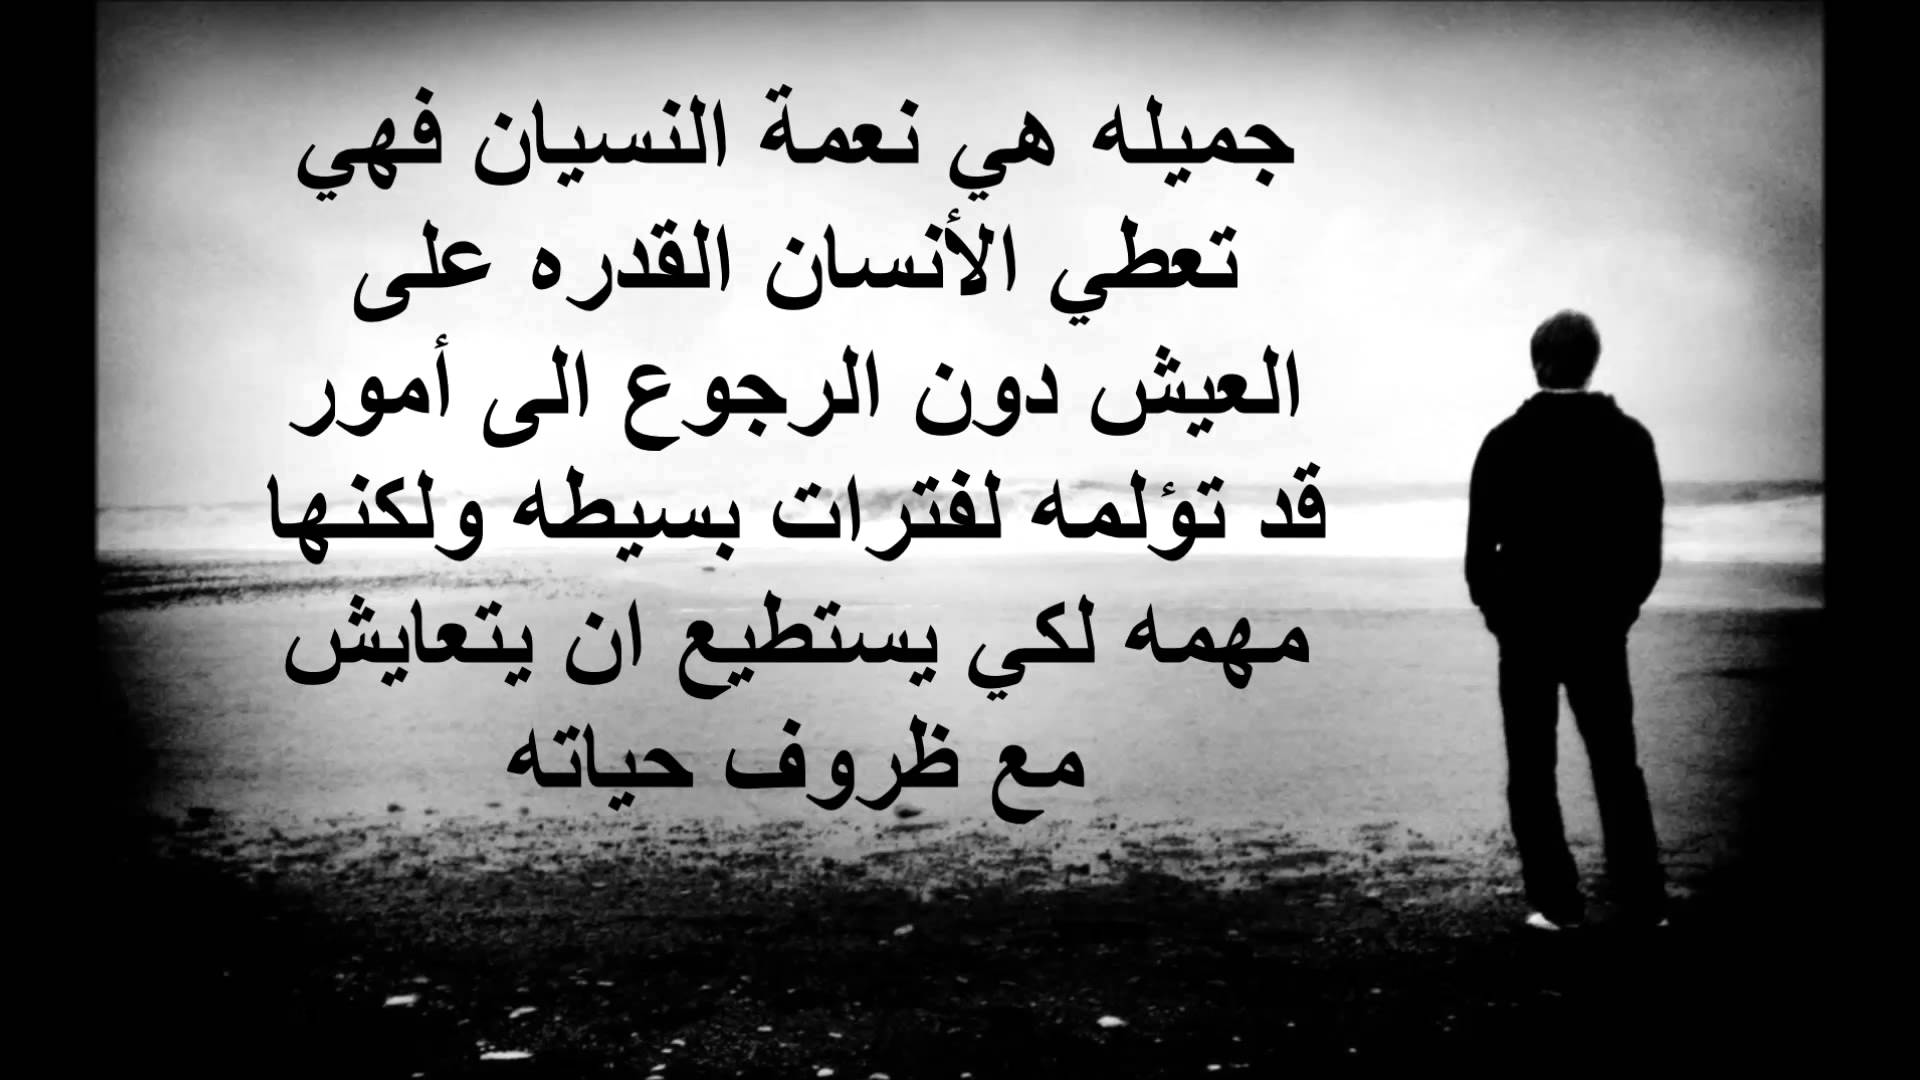 جميله هي نعمة النسيان فهي
تعطي الأنسان القدره على
العيش دون الرجوع الى أمور
قد تؤلمه لفترات بسيطه ولكنها
مهمه لكي يستطيع ان يتعايش
مع ظروف حياته